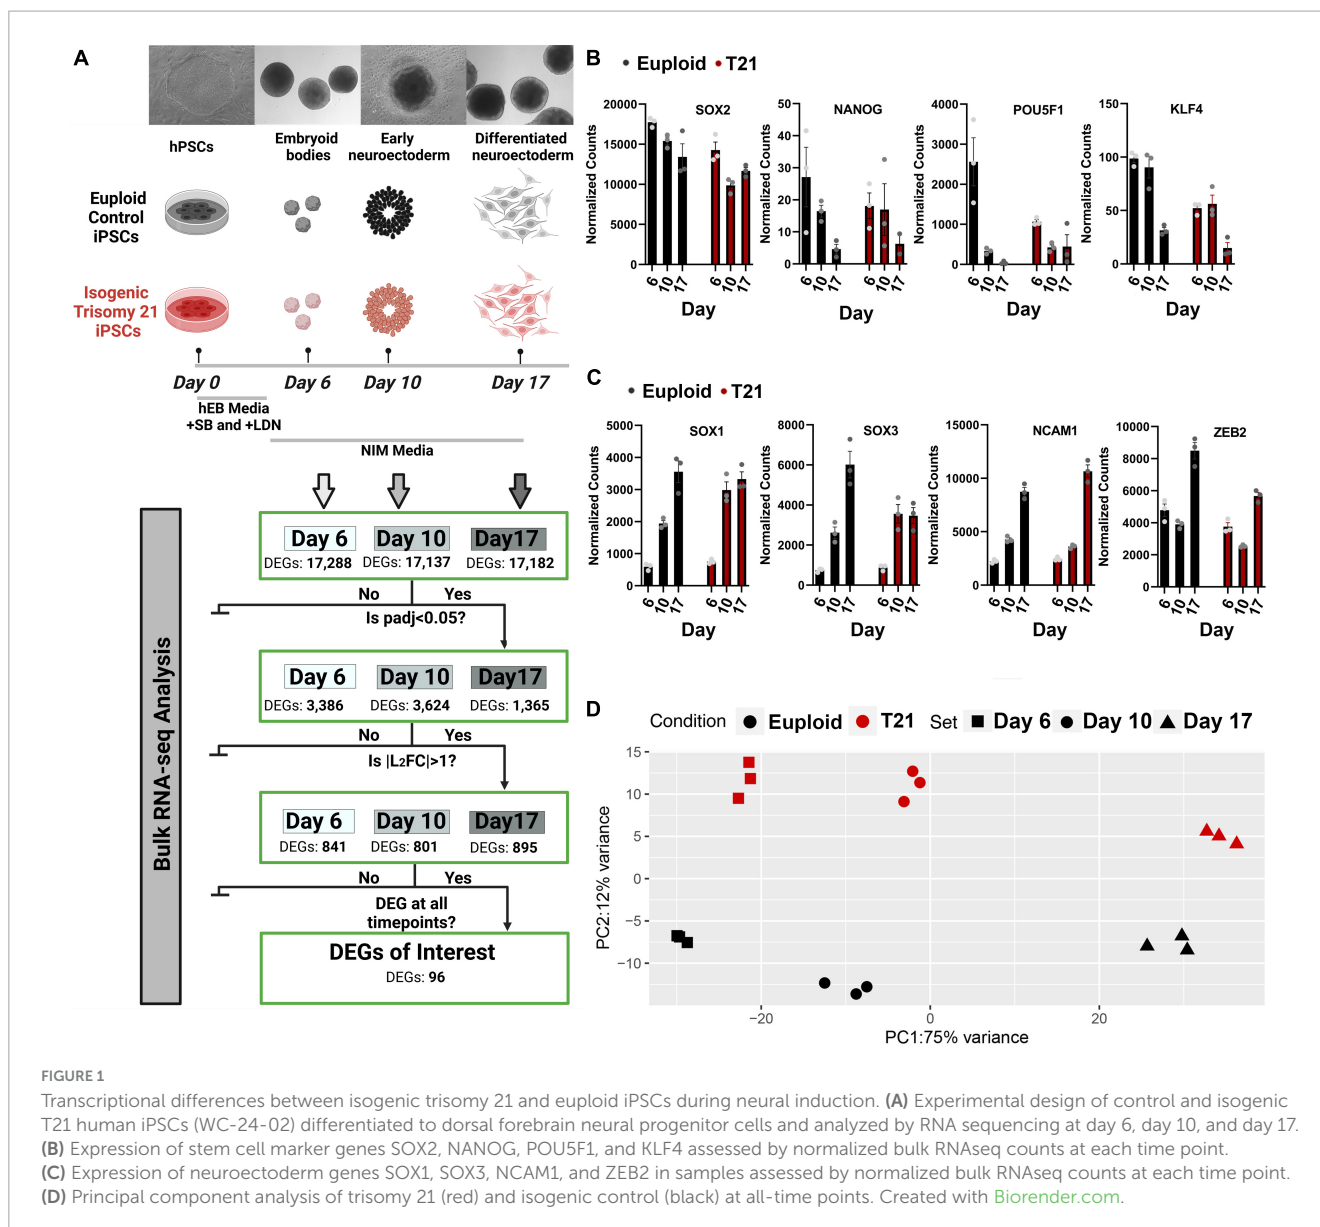 A
hPSCs
Embryoid
bodies
Early
neuroectoderm
Differentiated
neuroectoderm
Euploid
Control
iPSCs
Isogenic
Trisomy 21
iPSCs
Day 0
Day 6
Day 10
Day 17
hEB Media
+SB and +LDN
NIM Media
Bulk RNA-seq Analysis
Day 6
Day 10
Day17
DEGs: 17,288
DEGs: 17,137
DEGs: 17,182
No
Yes
Is padj<0.05?
Day 6
Day 10
Day17
DEGs: 3,386
DEGs: 3,624
DEGs: 1,365
No
Yes
Is |L2FC|>1?
Day 6
Day 10
Day17
DEGs: 841
DEGs: 801
DEGs: 895
No
Yes
DEG at all
timepoints?
DEGs of Interest
DEGs: 96
B
Euploid
T21
SOX2
Normalized Counts
20000
15000
10000
5000
0
6
10
17
6
10
17
Day
NANOG
Normalized Counts
50
40
30
20
10
0
6
10
17
6
10
17
Day
POU5F1
Normalized Counts
4000
3000
2000
1000
0
6
10
17
6
10
17
Day
KLF4
Normalized Counts
150
100
50
0
6
10
17
6
10
17
Day
C
Euploid
T21
SOX1
Normalized Counts
5000
4000
3000
2000
1000
0
6
10
17
6
10
17
Day
SOX3
Normalized Counts
8000
6000
4000
2000
0
6
10
17
6
10
17
Day
NCAM1
Normalized Counts
15000
10000
5000
0
6
10
17
6
10
17
Day
ZEB2
Normalized Counts
10000
8000
6000
4000
2000
0
6
10
17
6
10
17
Day
D
Condition
Euploid
T21
Set
Day 6
Day 10
Day 17
PC2:12% variance
15
10
5
0
−5
−10
−20
0
20
PC1:75% variance
FIGURE 1
Transcriptional differences between isogenic trisomy 21 and euploid iPSCs during neural induction. (A) Experimental design of control and isogenic
T21 human iPSCs (WC-24-02) differentiated to dorsal forebrain neural progenitor cells and analyzed by RNA sequencing at day 6, day 10, and day 17.
(B) Expression of stem cell marker genes SOX2, NANOG, POU5F1, and KLF4 assessed by normalized bulk RNAseq counts at each time point.
(C) Expression of neuroectoderm genes SOX1, SOX3, NCAM1, and ZEB2 in samples assessed by normalized bulk RNAseq counts at each time point.
(D) Principal component analysis of trisomy 21 (red) and isogenic control (black) at all-time points. Created with Biorender.com.